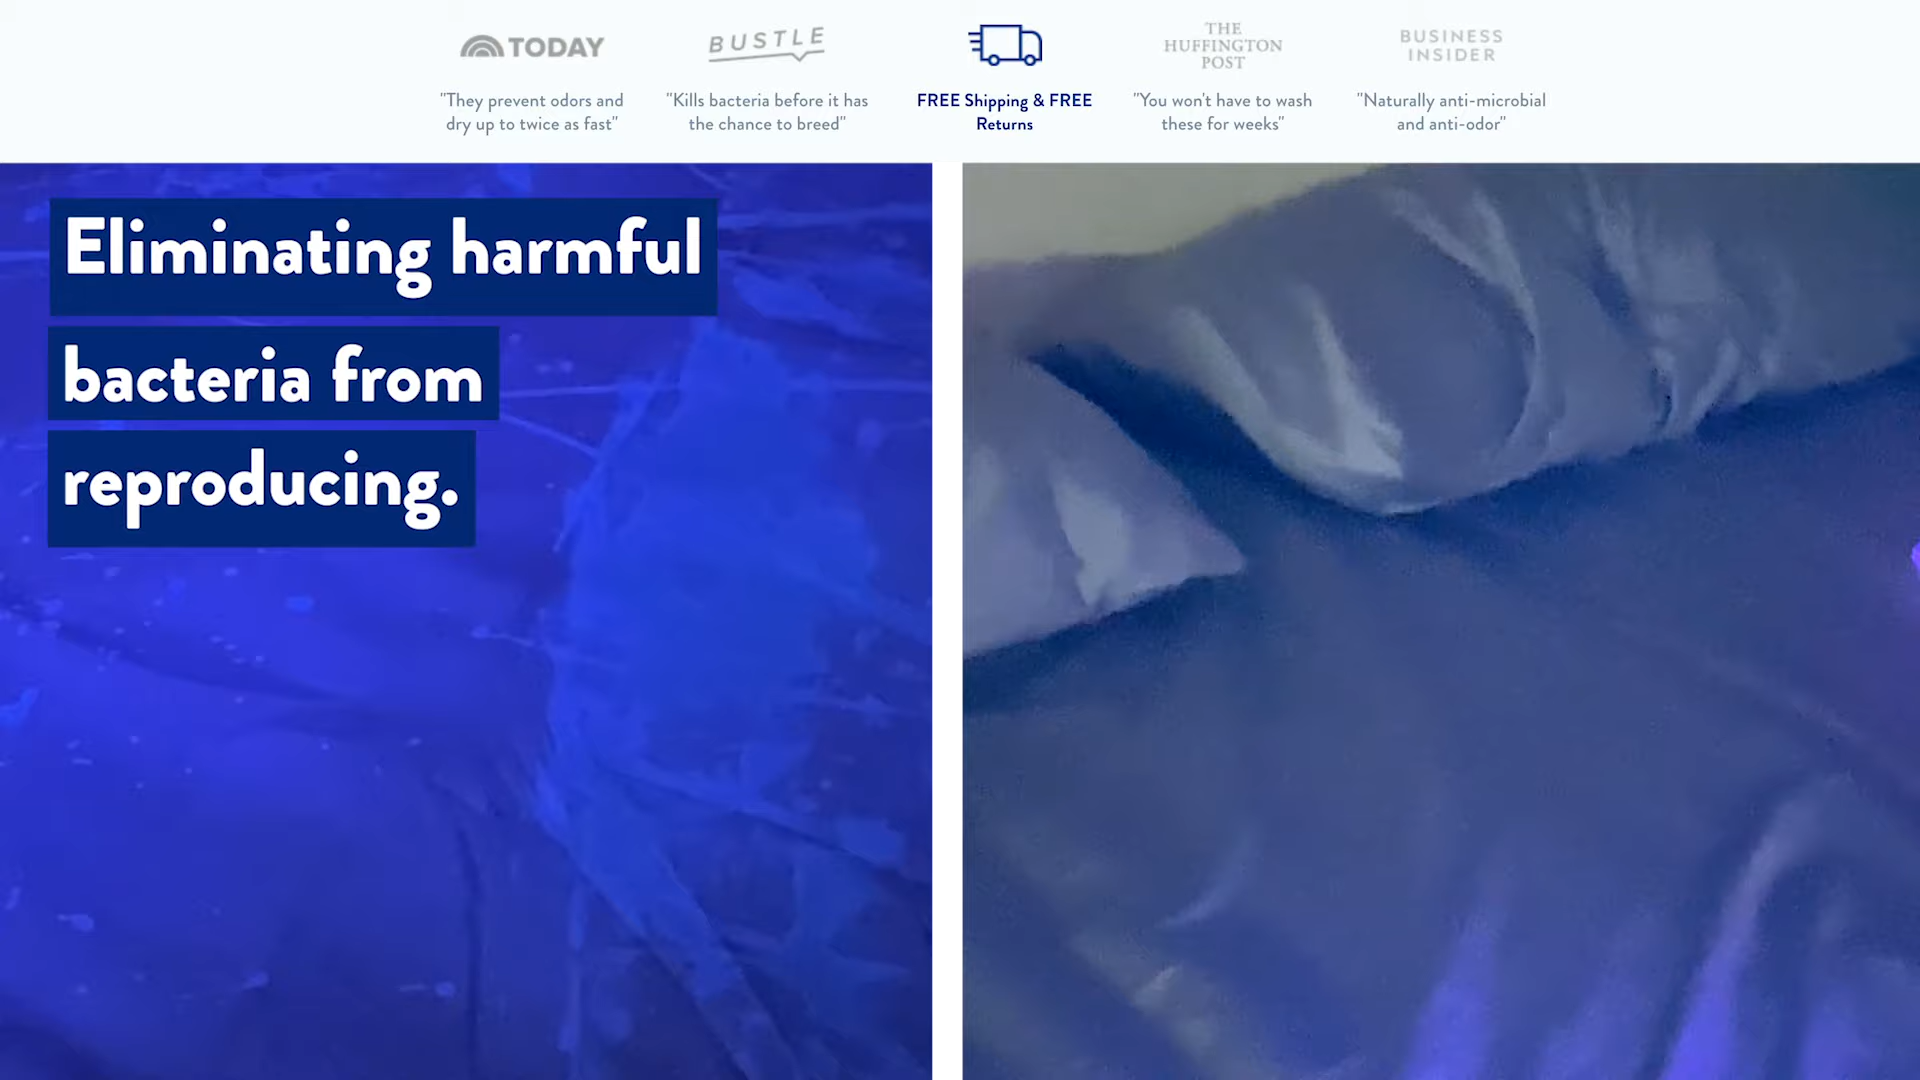 TODAY
"They prevent odors and
dry up to twice as fast"
BUSTLE
"Kills bacteria before it has
the chance to breed"
FREE Shipping & FREE
Returns
THE
HUFFINGTON
POST
"You won't have to wash
these for weeks"
BUSINESS
INSIDER
"Naturally anti-microbial
and anti-odor"
Eliminating harmful
bacteria from
reproducing.